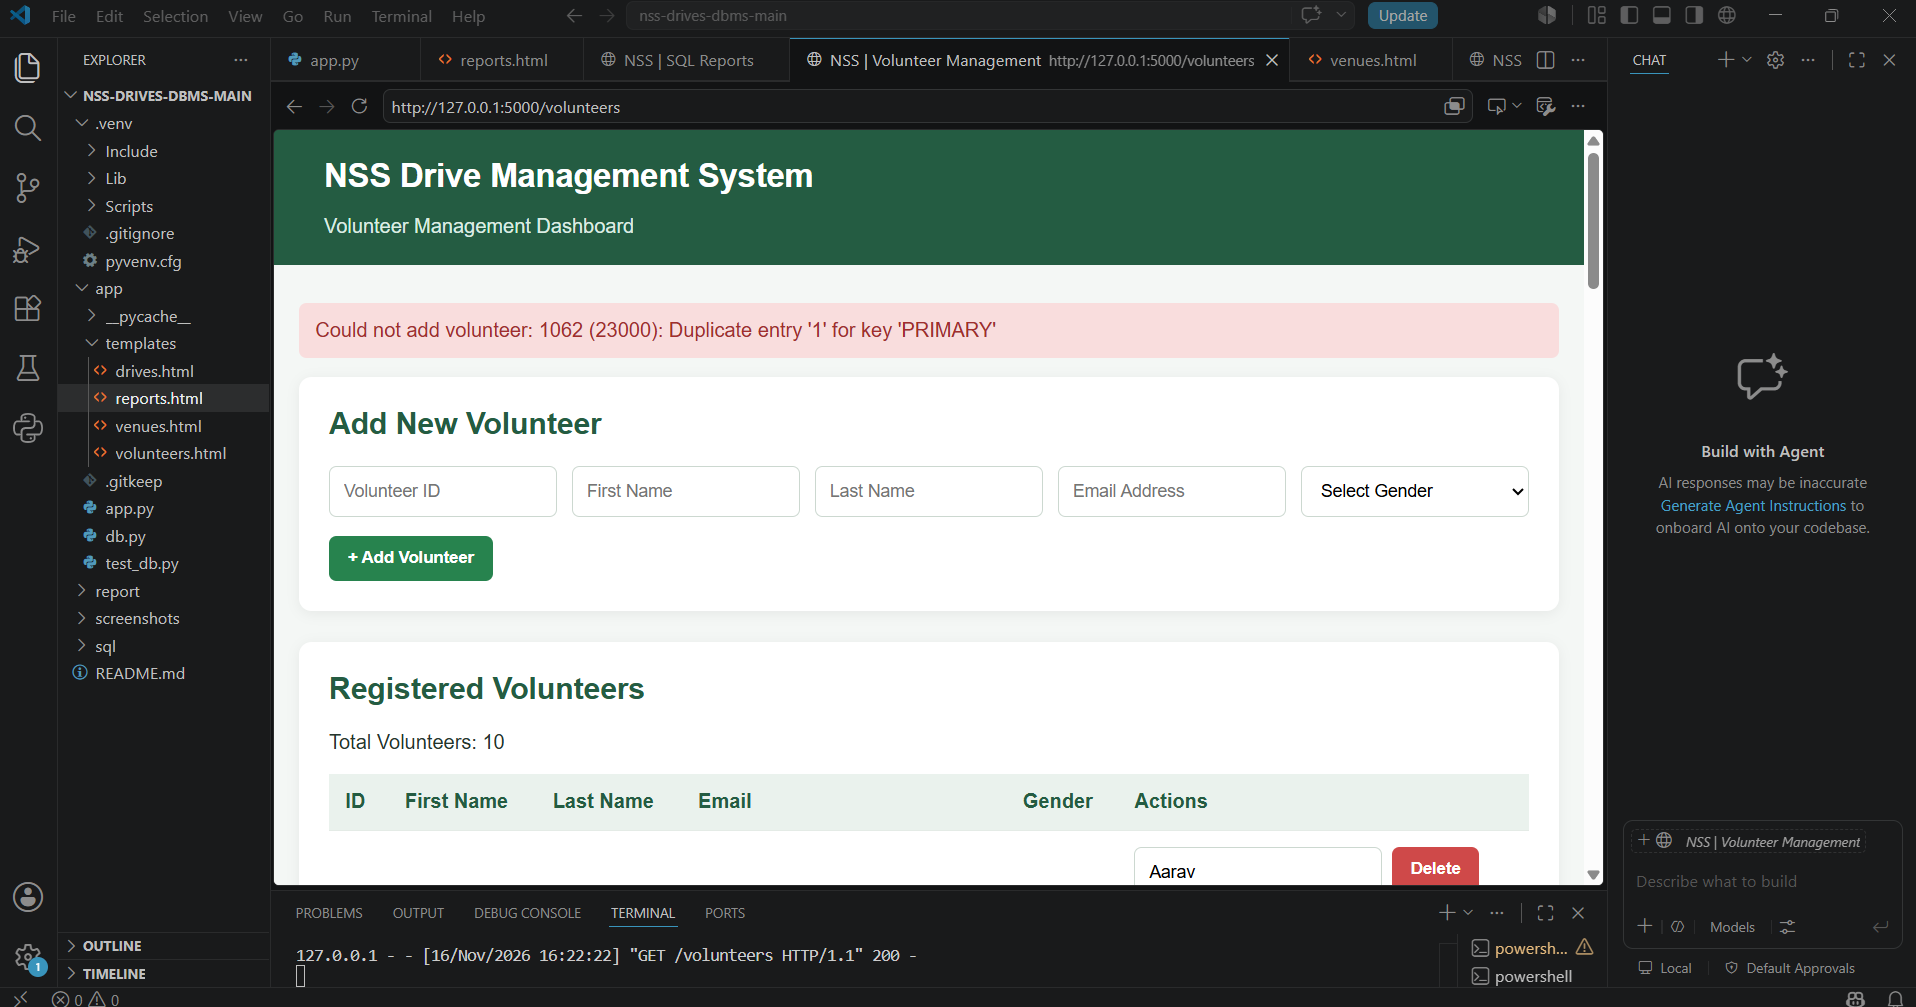 File Edit Selection View Go Run Terminal Help
nss-drives-dbms-main
Update
EXPLORER
NSS-DRIVES-DBMS-MAIN
.venv
Include
Lib
Scripts
.gitignore
pyvenv.cfg
app
__pycache__
templates
drives.html
reports.html
venues.html
volunteers.html
.gitkeep
app.py
db.py
test_db.py
report
screenshots
sql
README.md
OUTLINE
TIMELINE
app.py
reports.html
NSS | SQL Reports
NSS | Volunteer Management http://127.0.0.1:5000/volunteers
venues.html
NSS
http://127.0.0.1:5000/volunteers
NSS Drive Management System
Volunteer Management Dashboard
Could not add volunteer: 1062 (23000): Duplicate entry '1' for key 'PRIMARY'
Add New Volunteer
Volunteer ID First Name Last Name Email Address Select Gender
+ Add Volunteer
Registered Volunteers
Total Volunteers: 10
ID First Name Last Name Email Gender Actions
Aarav Delete
PROBLEMS OUTPUT DEBUG CONSOLE TERMINAL PORTS
127.0.0.1 - - [16/Nov/2026 16:22:22] "GET /volunteers HTTP/1.1" 200 -
powersh...
powershell
CHAT
Build with Agent
AI responses may be inaccurate
Generate Agent Instructions to
onboard AI onto your codebase.
NSS | Volunteer Management
Describe what to build
Models
Local Default Approvals
1
0 0